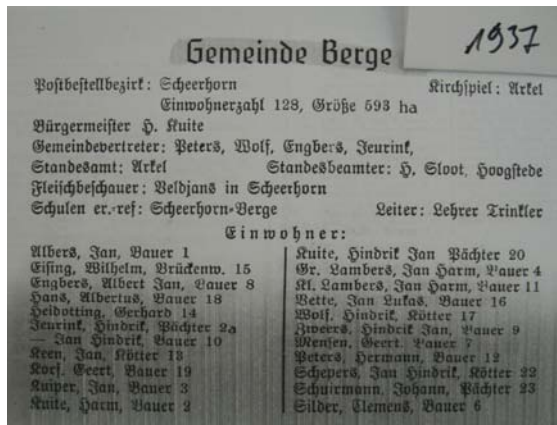 1937
Gemeinde Berge
Postbestellbezirk: Scheerhorn Kirchspiel: Arkel
Einwohnerzahl 128, Größe 593 ha
Bürgermeister H. Kuite
Gemeindevertreter: Peters, Wolf, Engbers, Jeurink,
Standesamt: Arkel Standesbeamter: H. Sloot, Hoogstede
Fleischbeschauer: Veldjans in Scheerhorn
Schulen er.-ref: Scheerhorn-Berge Leiter: Lehrer Trinkler
Einwohner:
Albers, Jan, Bauer 1
Eising, Wilhelm, Brückenw. 15
Engbers, Albert Jan, Bauer 8
Hans, Albertus, Bauer 18
Heidotting, Gerhard 14
Jeurink, Hindrik, Pächter 2a
— Jan Hindrik, Bauer 10
Keen, Jan, Kötter 13
Körf, Geert, Bauer 19
Kuiper, Jan, Bauer 3
Kuite, Harm, Bauer 2
Kuite, Hindrik Jan Pächter 20
Gr. Lambers, Jan Harm, Bauer 4
Kl. Lambers, Jan Harm, Bauer 11
Vette, Jan Lukas, Bauer 16
Wolf, Hindrik, Kötter 17
Zweers, Hindrik Jan, Bauer 9
Mensen, Geert, Bauer 7
Peters, Hermann, Bauer 12
Schepers, Jan Hindrik, Kötter 22
Schuirmann, Johann, Pächter 23
Silder, Clemens, Bauer 6